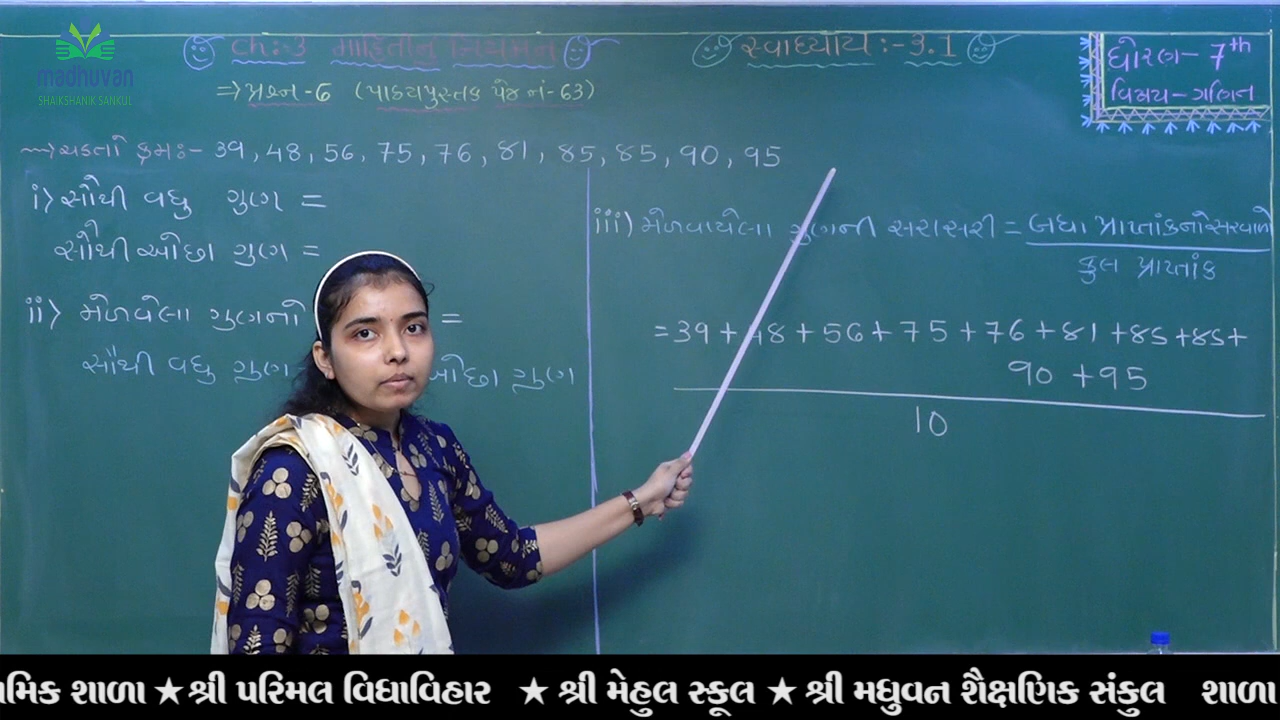 madhuvan
SHAIKSHANIK SANKUL
ch:-3 માહિતીનું નિયમન
સ્વાધ્યાય :- 3.1
ધોરણ- 7th
વિષય- ગણિત
⇒ પ્રશ્ન -6 (પાઠ્યપુસ્તક પેજ નં-63)
ચડતો ક્રમ:- 39, 48, 56, 75, 76, 81, 85, 85, 90, 95
i) સૌથી વધુ ગુણ =
સૌથી ઓછા ગુણ =
ii) મેળવેલા ગુણનો =
સૌથી વધુ ગુણ ઓછા ગુણ
iii) મેળવાયેલા ગુણની સરાસરી = બધા પ્રાપ્તાંકનો સરવાળો
કુલ પ્રાપ્તાંક
= 39 + 48 + 56 + 75 + 76 + 81 + 85 + 85 +
90 + 95
10
મિક શાળા ★ શ્રી પરિમલ વિધાવિહાર ★ શ્રી મેહુલ સ્કૂલ ★ શ્રી મધુવન શૈક્ષણિક સંકુલ શાળા